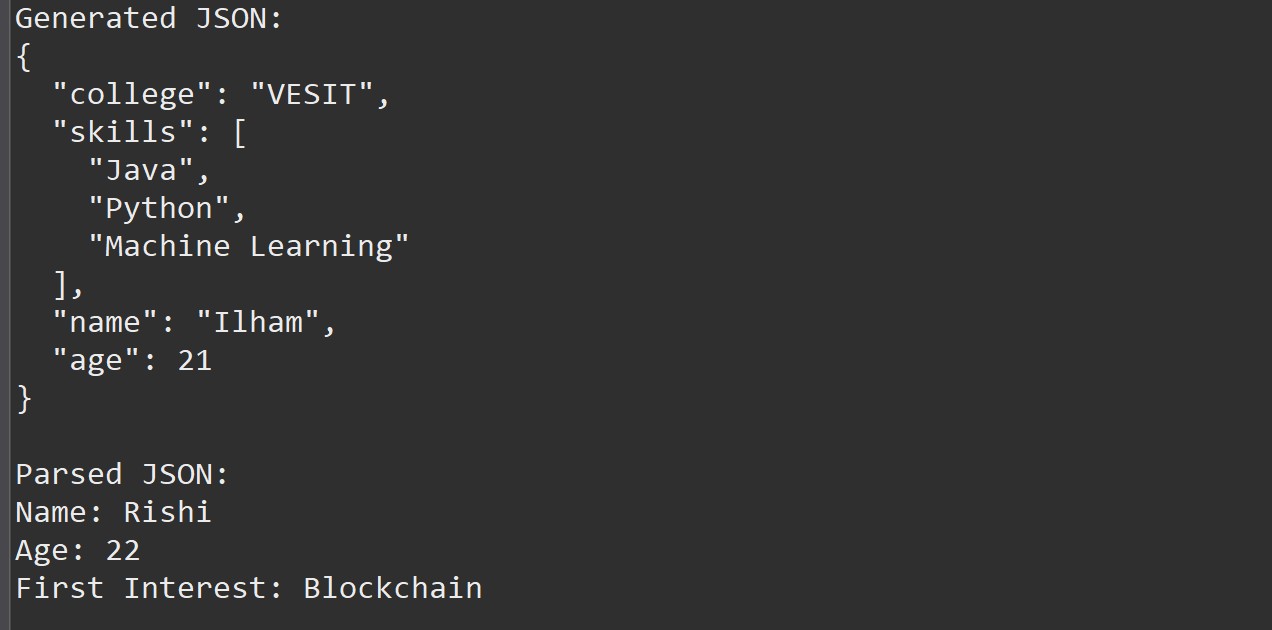 Generated JSON:
{
  "college": "VESIT",
  "skills": [
    "Java",
    "Python",
    "Machine Learning"
  ],
  "name": "Ilham",
  "age": 21
}

Parsed JSON:
Name: Rishi
Age: 22
First Interest: Blockchain